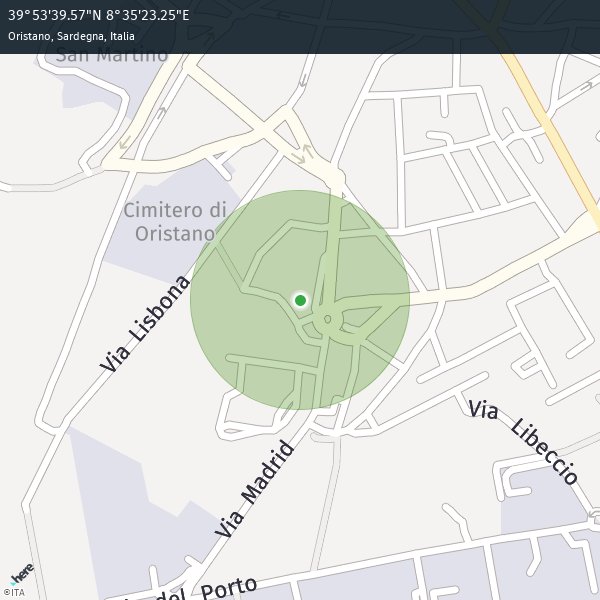 39°53'39.57"N 8°35'23.25"E
Oristano, Sardegna, Italia
San Martino
Cimitero di
Oristano
Via Lisbona
Via Libeccio
Via Madrid
del Porto
here
©ITA